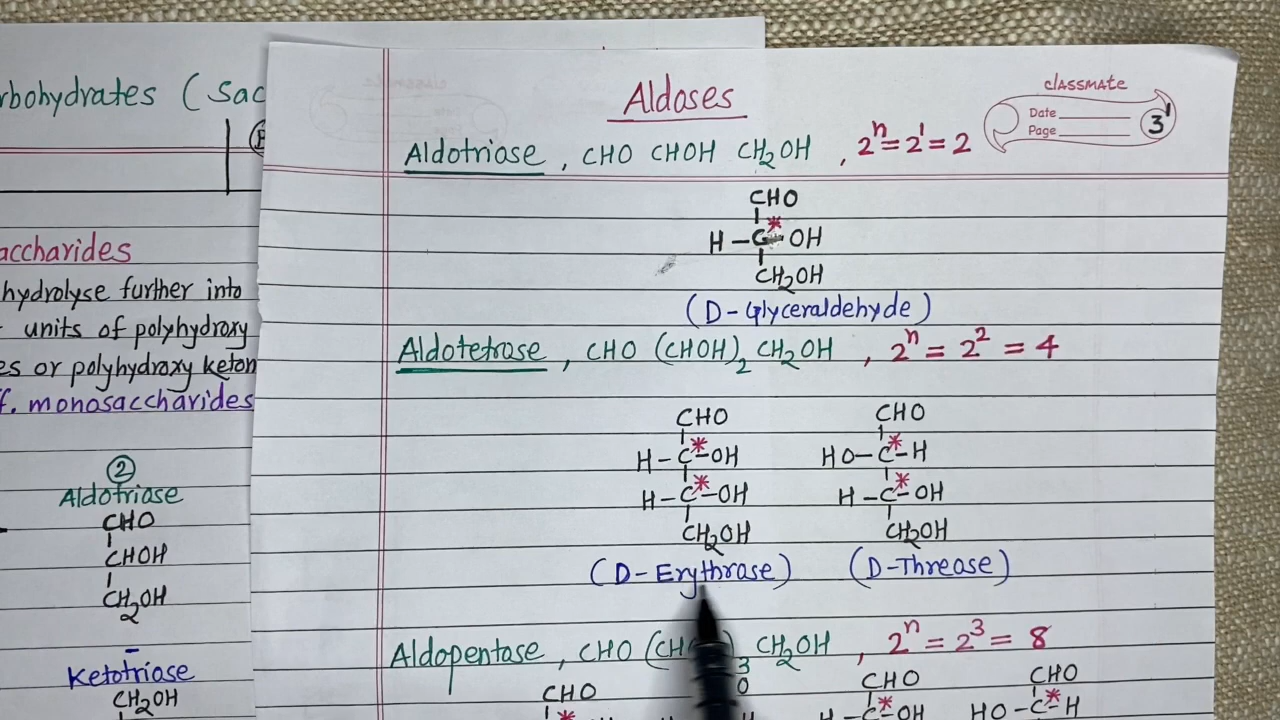 rbohydrates (Sac
accharides
hydrolyse further into
units of polyhydroxy
es or polyhydroxy keton
f. monosaccharides
2
Aldotriose
CHO
CHOH
CH2OH
Ketotriose
CH2OH
Aldoses
classmate
Date
Page
3'
Aldotriose , CHO CHOH CH2OH , 2^n = 2^1 = 2
CHO
H – C* – OH
CH2OH
(D-Glyceraldehyde)
Aldotetrose , CHO (CHOH)2 CH2OH , 2^n = 2^2 = 4
CHO CHO
H – C* – OH HO – C* – H
H – C* – OH H – C* – OH
CH2OH CH2OH
(D-Erythrose) (D-Threose)
Aldopentose , CHO (CHO 3 CH2OH , 2^n = 2^3 = 8
CHO CHO CHO
H – C* – OH HO – C* – H